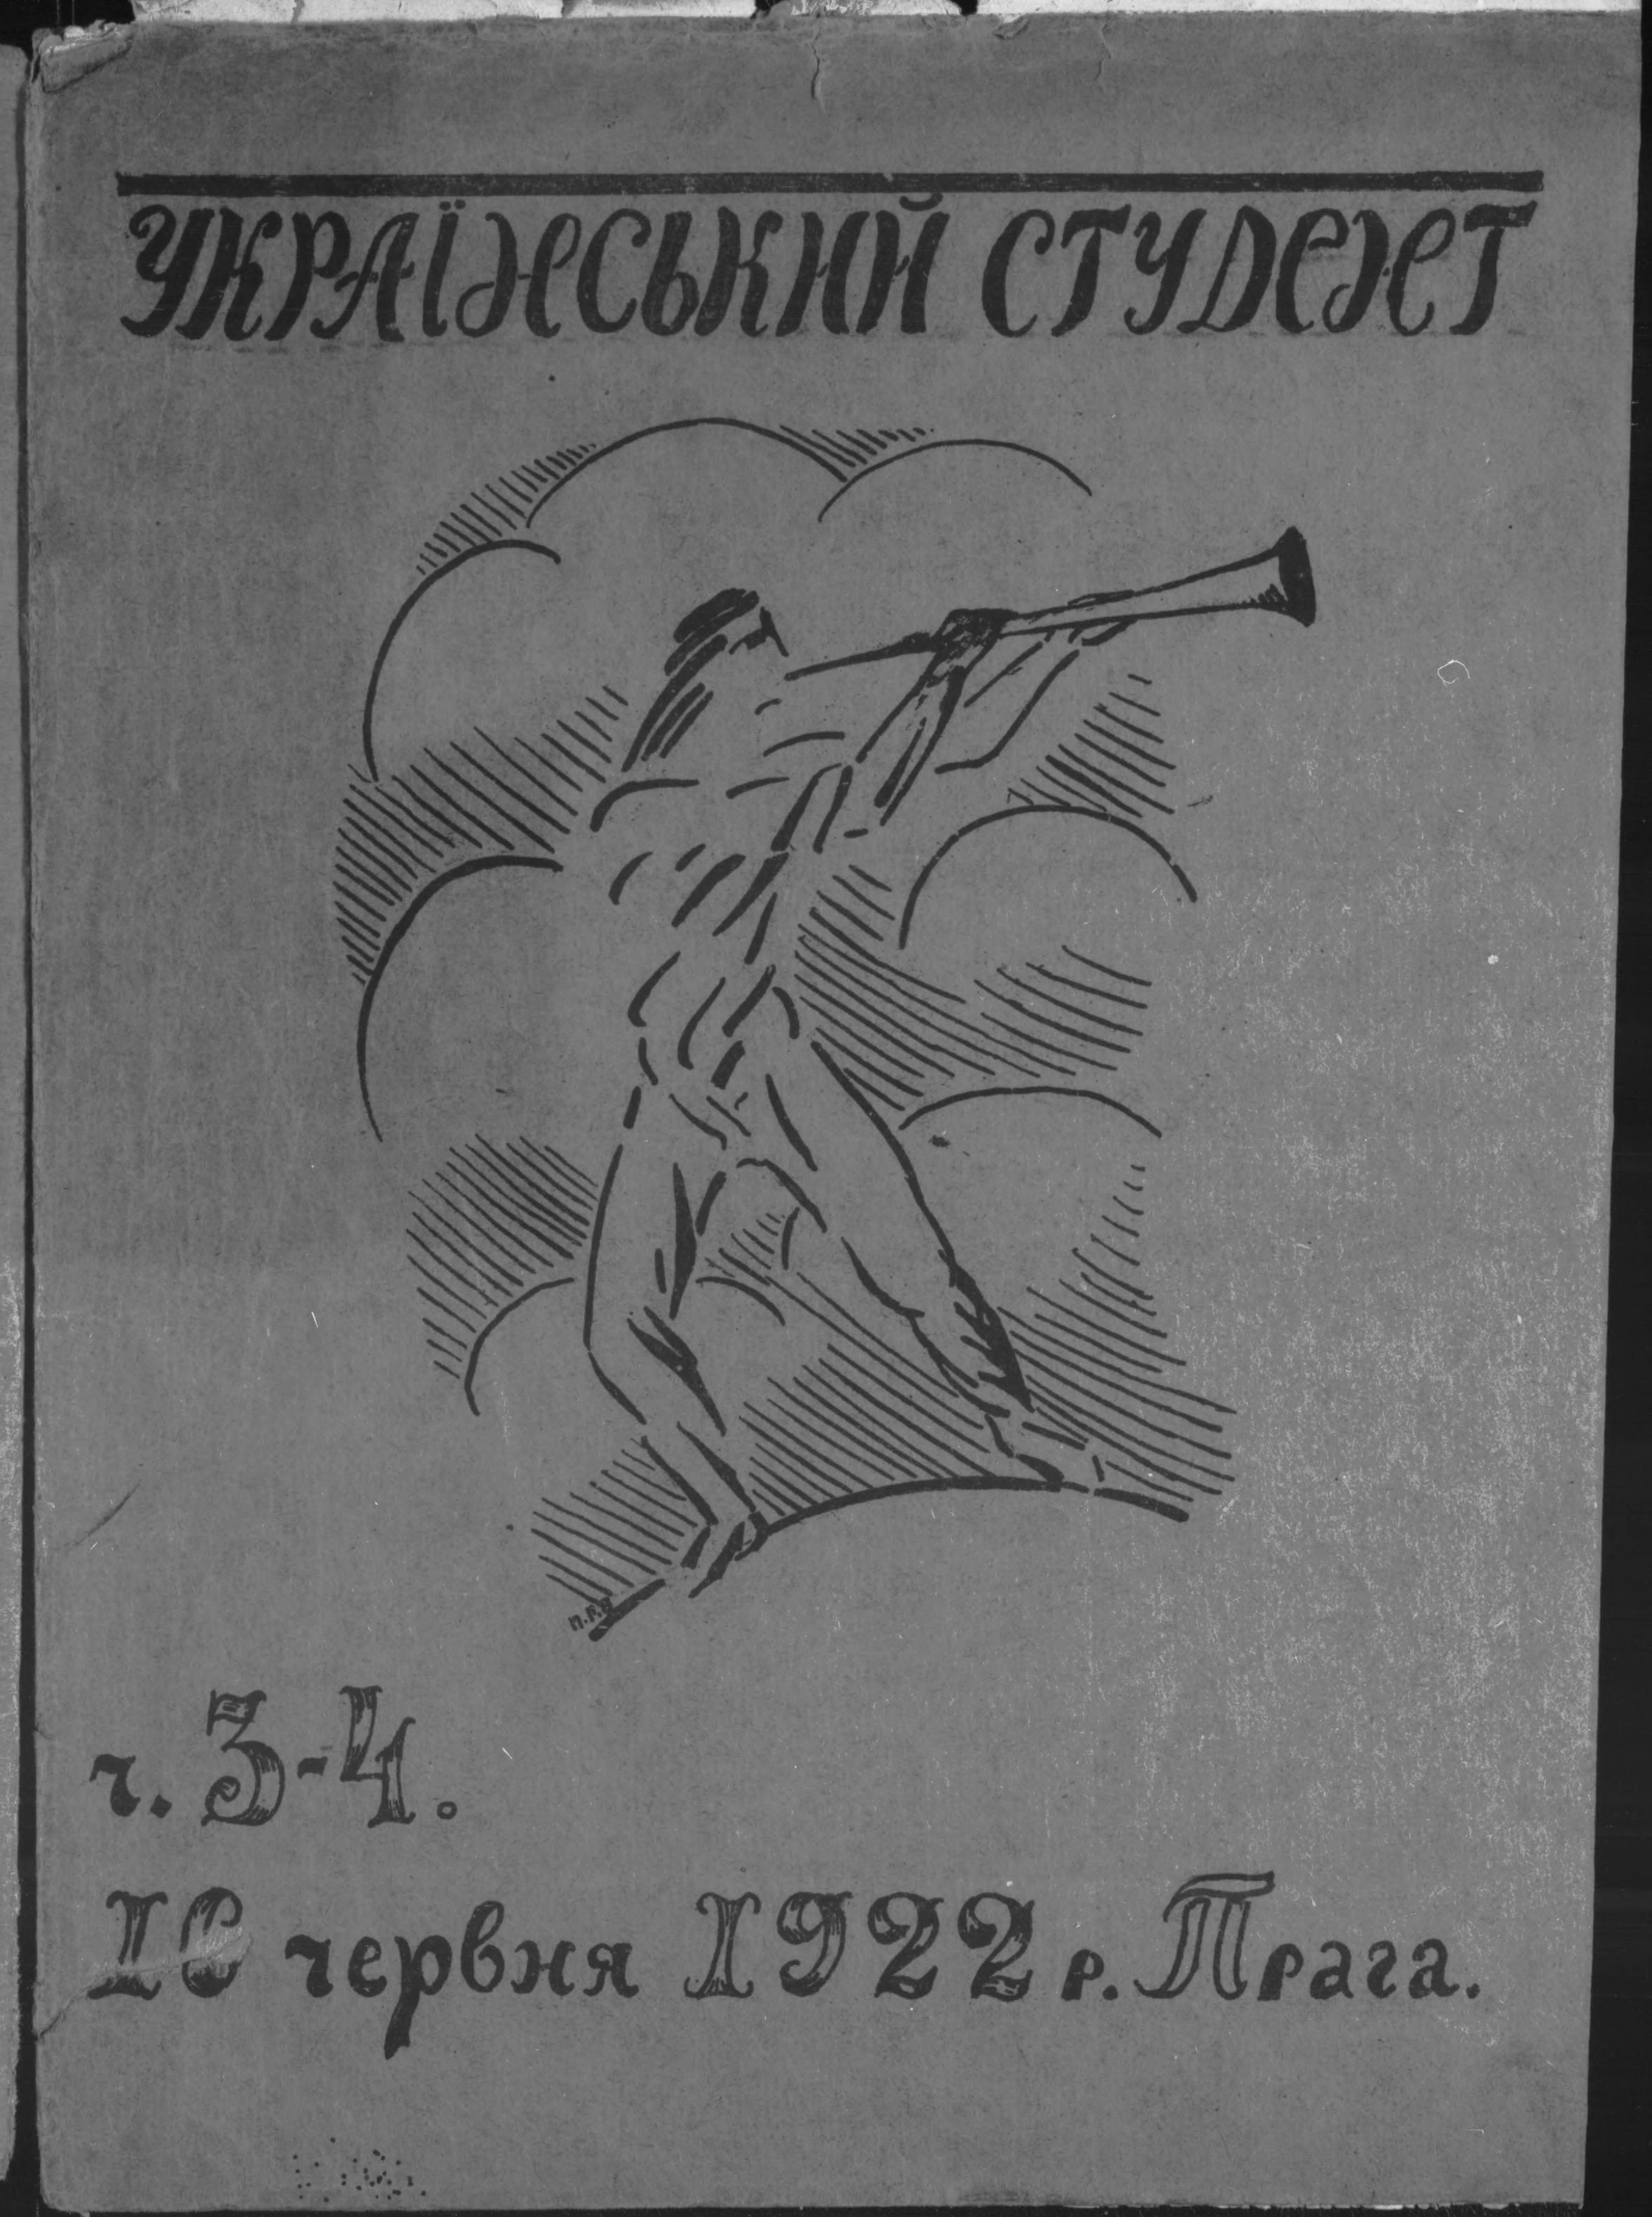 УКРАЇНСЬКИЙ СТУДЕНТ
ч. 3-4.
10 червня 1922 р. Прага.